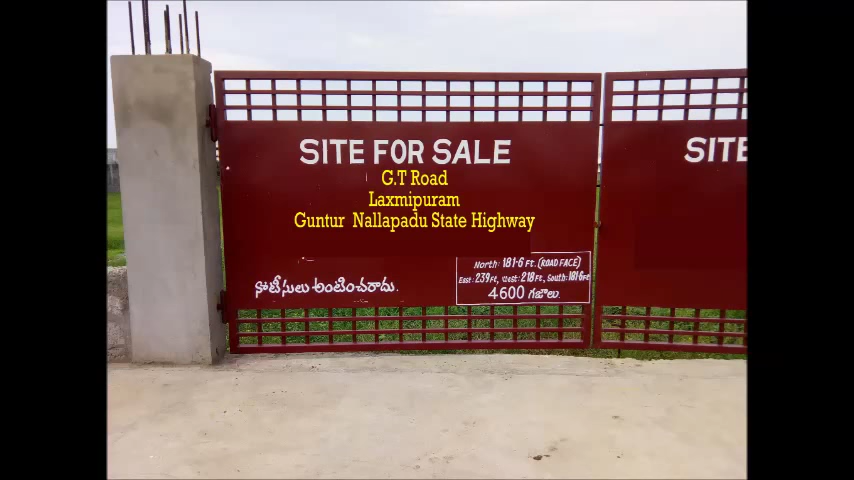 SITE FOR SALE
G.T Road
Laxmipuram
Guntur Nallapadu State Highway
నోటీసులు అంటించరాదు.
North: 181-6 Ft. (ROAD FACE)
East: 239 Ft, West: 218 Ft, South: 181-6 Ft
4600 గజాలు.
SITE